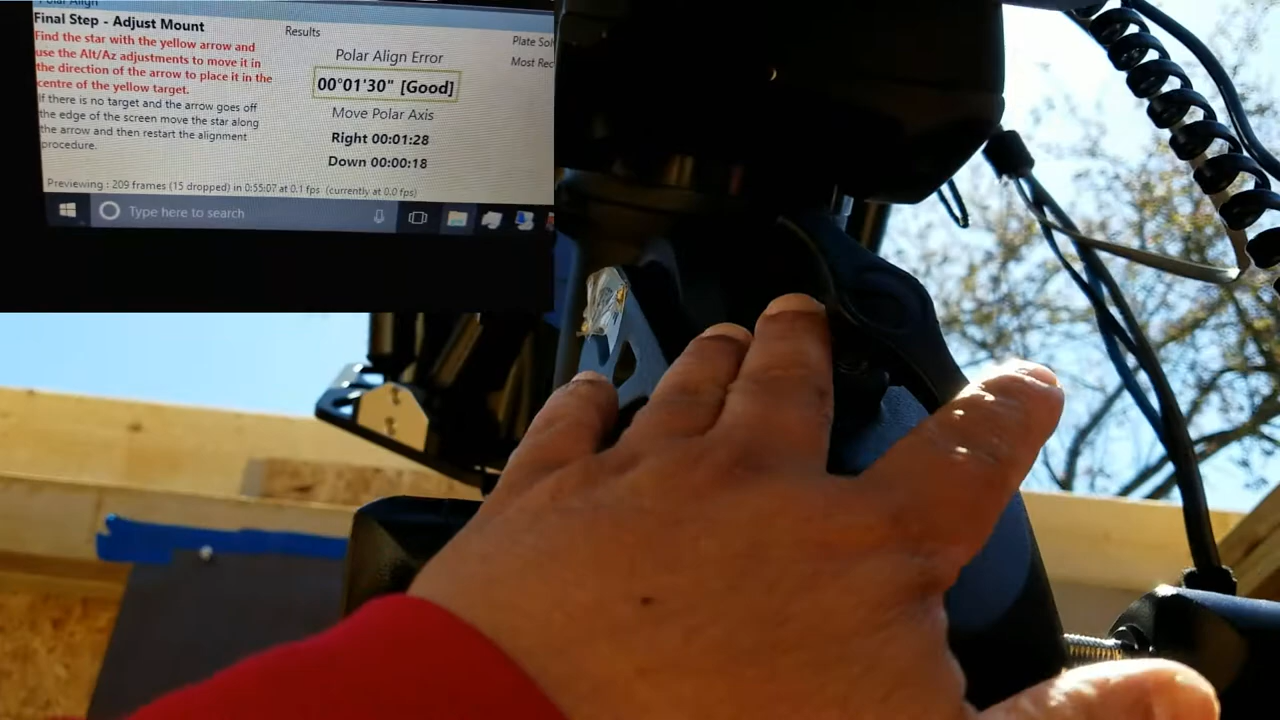 Polar Align
Final Step - Adjust Mount
Find the star with the yellow arrow and
use the Alt/Az adjustments to move it in
the direction of the arrow to place it in the
centre of the yellow target.
If there is no target and the arrow goes off
the edge of the screen move the star along
the arrow and then restart the alignment
procedure.
Results
Polar Align Error
00°01'30" [Good]
Move Polar Axis
Right 00:01:28
Down 00:00:18
Plate Sol
Most Rec
Previewing : 209 frames (15 dropped) in 0:55:07 at 0.1 fps (currently at 0.0 fps)
Type here to search